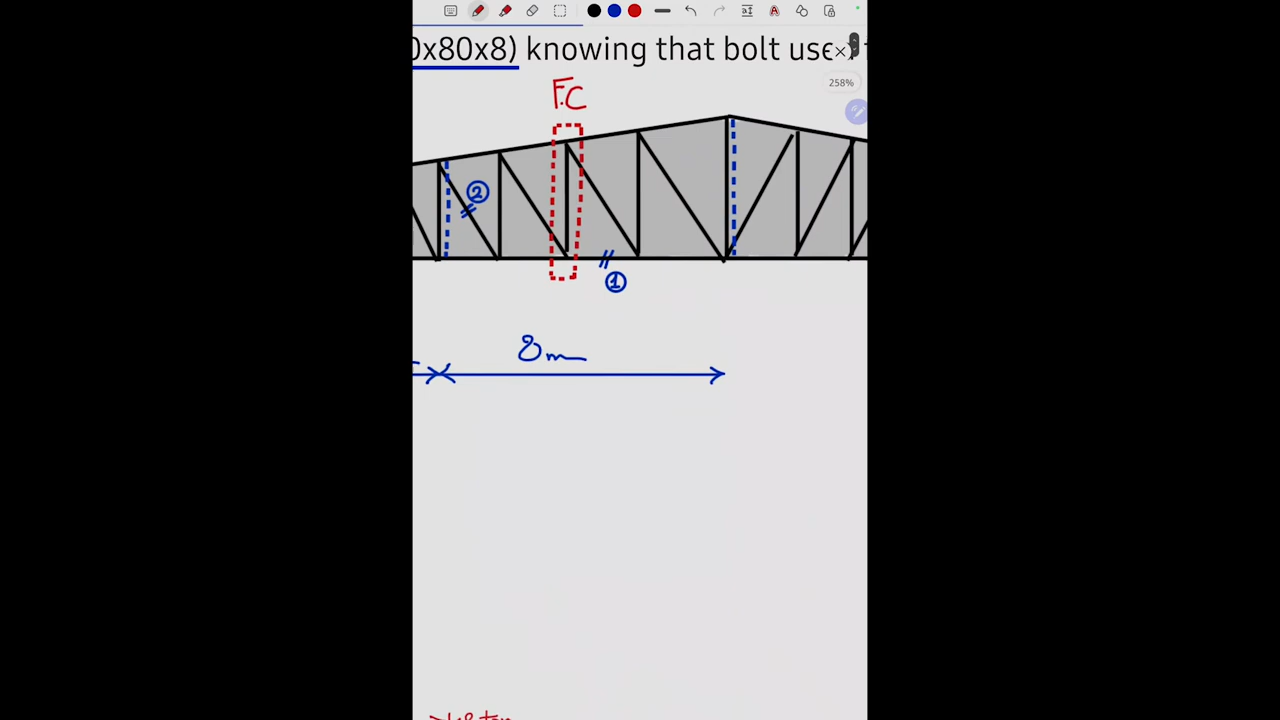 0x80x8) knowing that bolt use
258%
F.C
②
①
8m